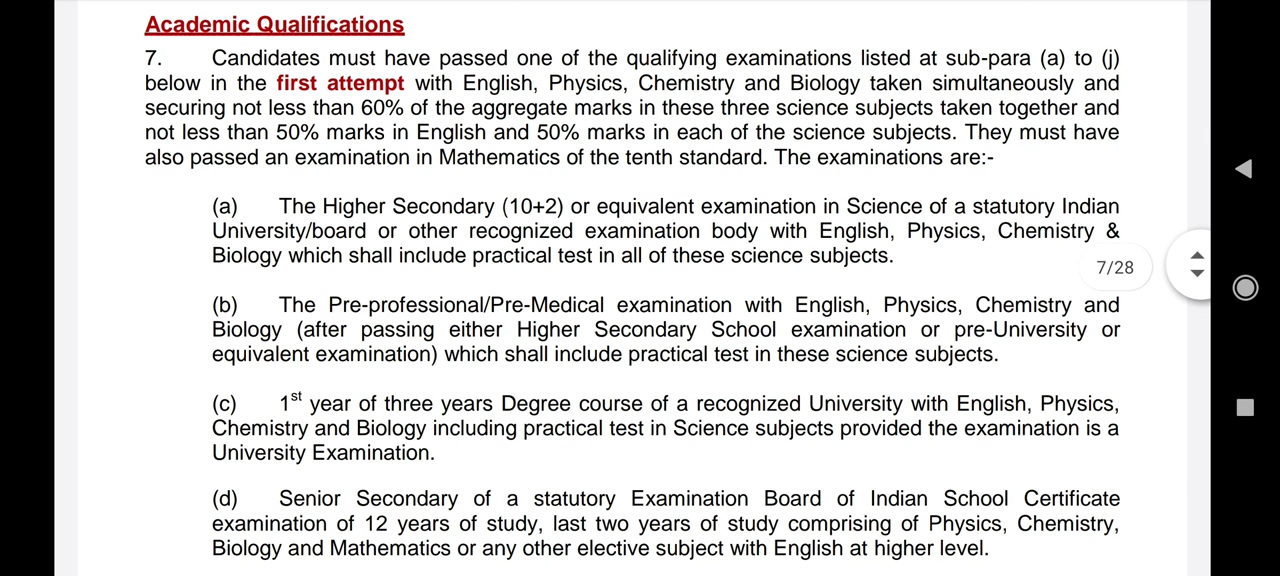 Academic Qualifications
7. Candidates must have passed one of the qualifying examinations listed at sub-para (a) to (j)
below in the first attempt with English, Physics, Chemistry and Biology taken simultaneously and
securing not less than 60% of the aggregate marks in these three science subjects taken together and
not less than 50% marks in English and 50% marks in each of the science subjects. They must have
also passed an examination in Mathematics of the tenth standard. The examinations are:-
(a) The Higher Secondary (10+2) or equivalent examination in Science of a statutory Indian
University/board or other recognized examination body with English, Physics, Chemistry &
Biology which shall include practical test in all of these science subjects.
7/28
(b) The Pre-professional/Pre-Medical examination with English, Physics, Chemistry and
Biology (after passing either Higher Secondary School examination or pre-University or
equivalent examination) which shall include practical test in these science subjects.
(c) 1st year of three years Degree course of a recognized University with English, Physics,
Chemistry and Biology including practical test in Science subjects provided the examination is a
University Examination.
(d) Senior Secondary of a statutory Examination Board of Indian School Certificate
examination of 12 years of study, last two years of study comprising of Physics, Chemistry,
Biology and Mathematics or any other elective subject with English at higher level.